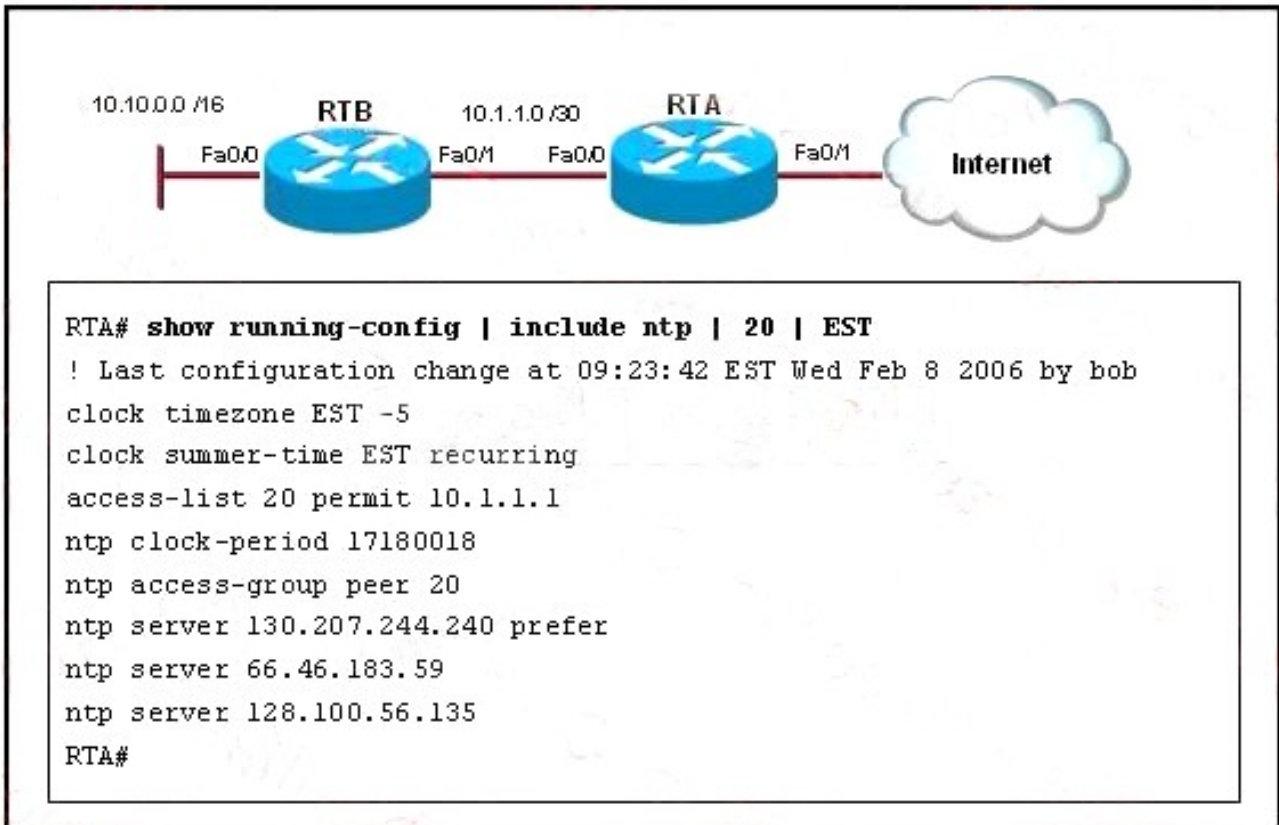 10.10.0.0 /16
RTB
10.1.1.0 /30
RTA
Fa0/0
Fa0/1
Fa0/0
Fa0/1
Internet
RTA# show running-config | include ntp | 20 | EST
! Last configuration change at 09:23:42 EST Wed Feb 8 2006 by bob
clock timezone EST -5
clock summer-time EST recurring
access-list 20 permit 10.1.1.1
ntp clock-period 17180018
ntp access-group peer 20
ntp server 130.207.244.240 prefer
ntp server 66.46.183.59
ntp server 128.100.56.135
RTA#